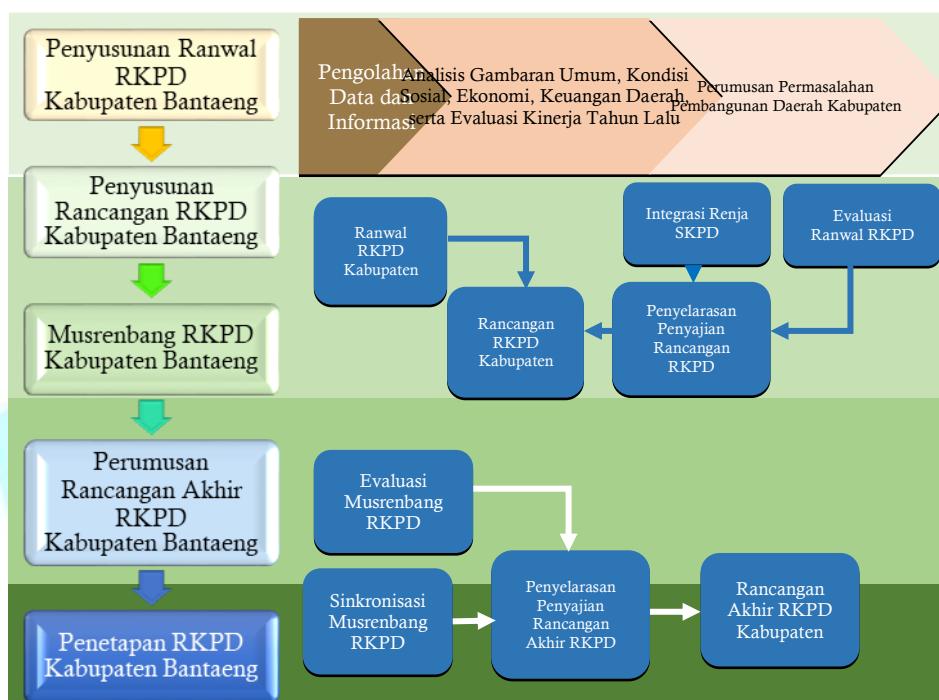 Penyusunan Ranwal
RKPD
Kabupaten Bantaeng
Pengolahan
Data dan
Informasi
Analisis Gambaran Umum, Kondisi
Sosial, Ekonomi, Keuangan Daerah,
serta Evaluasi Kinerja Tahun Lalu
Perumusan Permasalahan
Pembangunan Daerah Kabupaten
Penyusunan
Rancangan RKPD
Kabupaten Bantaeng
Ranwal
RKPD
Kabupaten
Integrasi Renja
SKPD
Evaluasi
Ranwal RKPD
Musrenbang RKPD
Kabupaten Bantaeng
Rancangan
RKPD
Kabupaten
Penyelarasan
Penyajian
Rancangan
RKPD
Perumusan
Rancangan Akhir
RKPD
Kabupaten Bantaeng
Evaluasi
Musrenbang
RKPD
Penetapan RKPD
Kabupaten Bantaeng
Sinkronisasi
Musrenbang
RKPD
Penyelarasan
Penyajian
Rancangan
Akhir RKPD
Rancangan
Akhir RKPD
Kabupaten